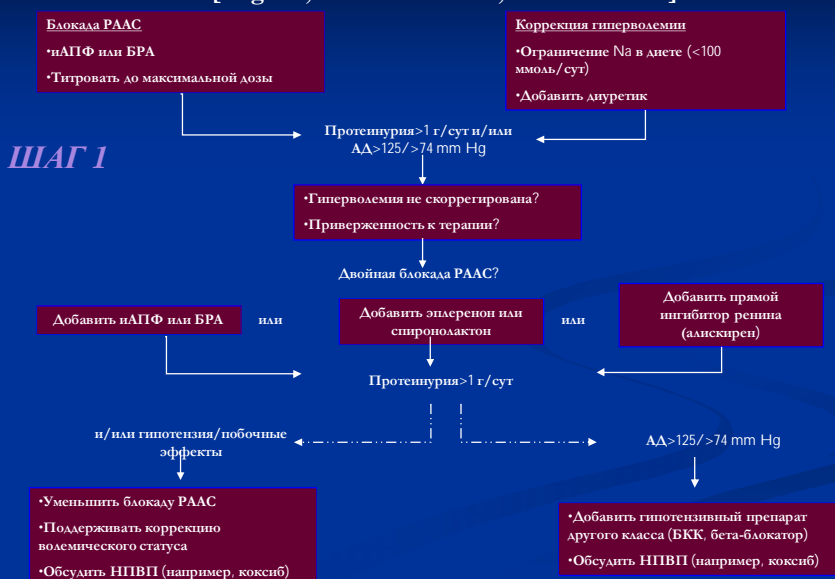 Блокада РААС
•иАПФ или БРА
•Титровать до максимальной дозы
Коррекция гиперволемии
•Ограничение Na в диете (<100
ммоль/сут)
•Добавить диуретик
ШАГ 1
Протеинурия>1 г/сут и/или
АД>125/>74 mm Hg
•Гиперволемия не скоррегирована?
•Приверженность к терапии?
Двойная блокада РААС?
Добавить иАПФ или БРА
или
Добавить эплеренон или
спиронолактон
или
Добавить прямой
ингибитор ренина
(алискирен)
Протеинурия>1 г/сут
и/или гипотензия/побочные
эффекты
АД>125/>74 mm Hg
•Уменьшить блокаду РААС
•Поддерживать коррекцию
волемического статуса
•Обсудить НПВП (например, коксиб)
•Добавить гипотензивный препарат
другого класса (БКК, бета-блокатор)
•Обсудить НПВП (например, коксиб)